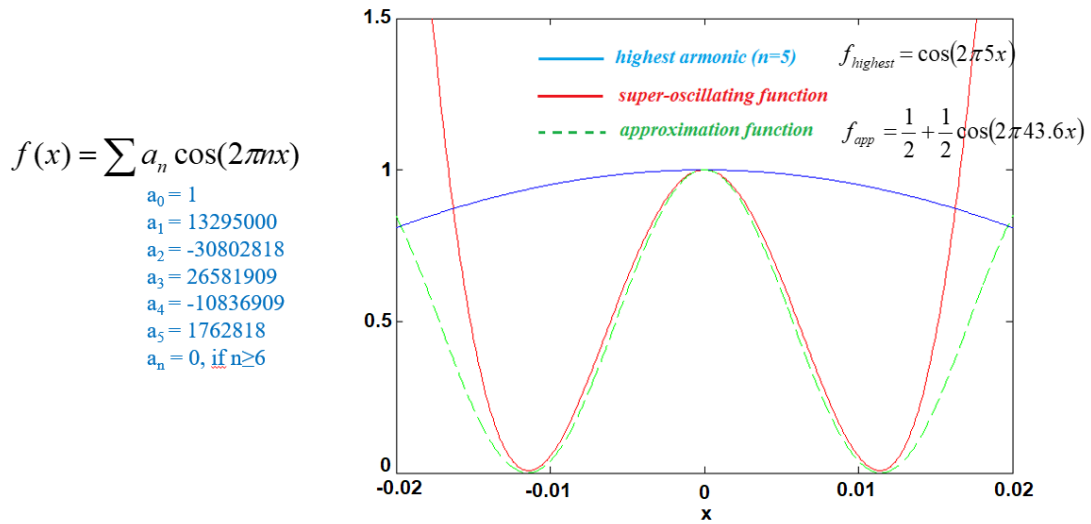 f(x) = ∑ aₙ cos(2πnx)
a₀ = 1
a₁ = 13295000
a₂ = -30802818
a₃ = 26581909
a₄ = -10836909
a₅ = 1762818
aₙ = 0, if n≥6
1.5
1
0.5
0
-0.02
-0.01
0
0.01
0.02
x
highest armonic (n=5)
f_highest = cos(2π5x)
super-oscillating function
approximation function
f_app = 1/2 + 1/2 cos(2π43.6x)